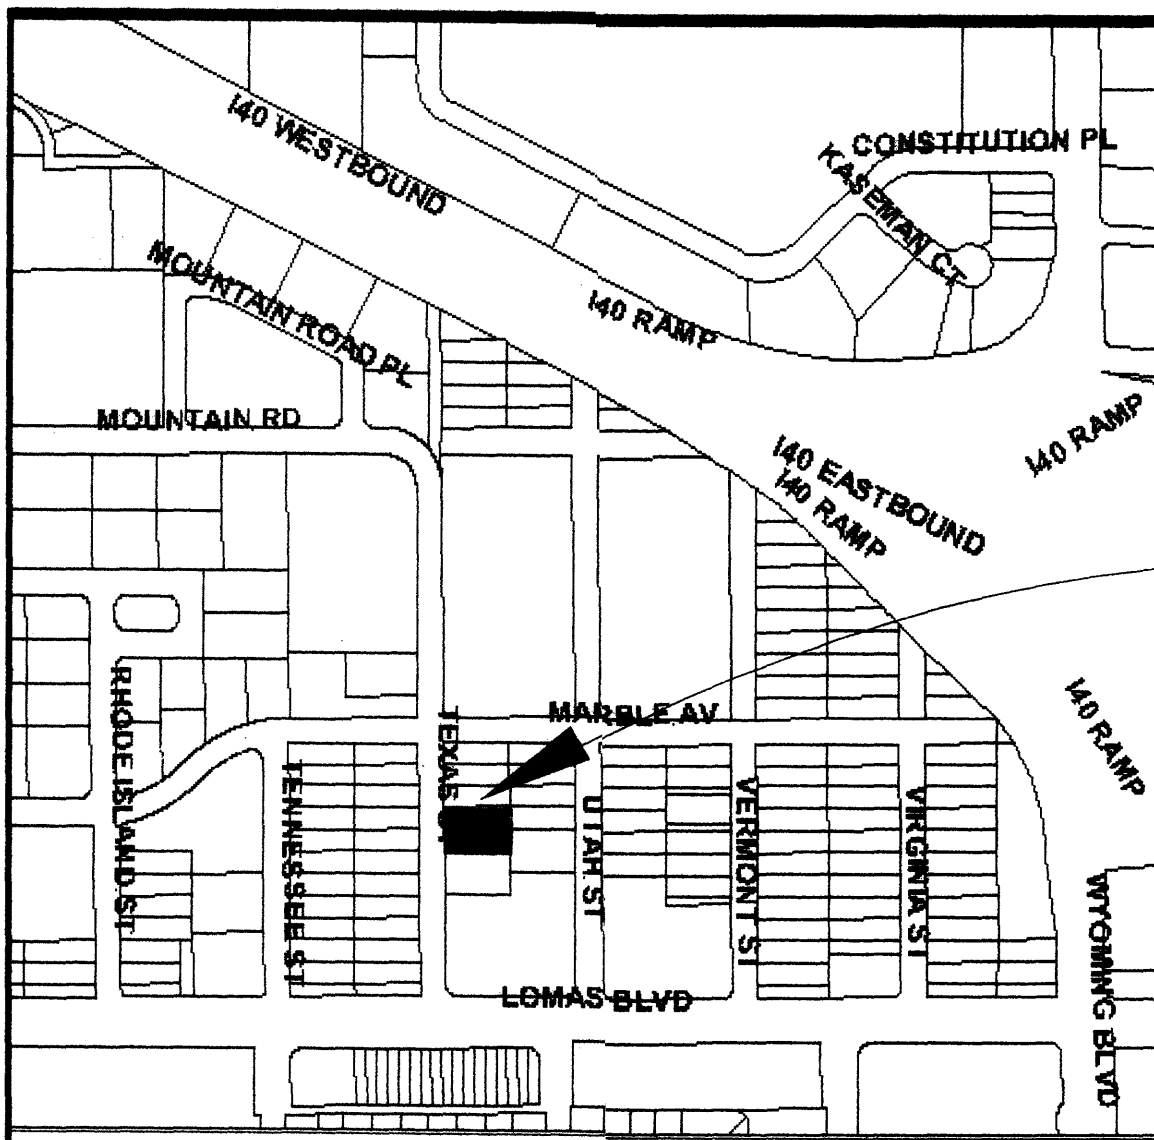 I40 WESTBOUND
CONSTITUTION PL
KASEMAN CT
MOUNTAIN ROAD PL
I40 RAMP
MOUNTAIN RD
I40 RAMP
I40 EASTBOUND
I40 RAMP
RHODE ISLAND ST
TEXAS
MARBLE AV
I40 RAMP
TENNESSEE ST
UTAH ST
VERMONT ST
VIRGINIA ST
WYOMING BLVD
LOMAS BLVD